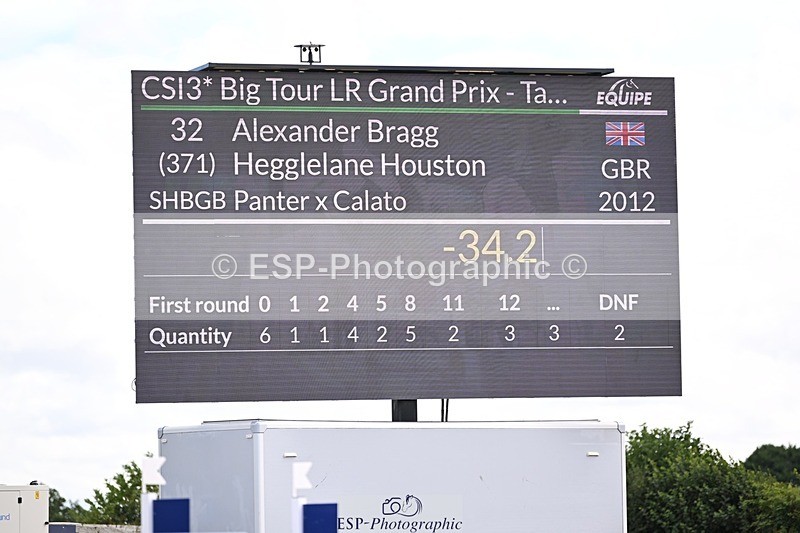 CSI3* Big Tour LR Grand Prix - Ta... EQUIPE
32 Alexander Bragg
(371) Hegglelane Houston GBR
SHBGB Panter x Calato 2012
-34.2
© ESP-Photographic ©
First round 0 1 2 4 5 8 11 12 ... DNF
Quantity 6 1 1 4 2 5 2 3 3 2
ESP-Photographic